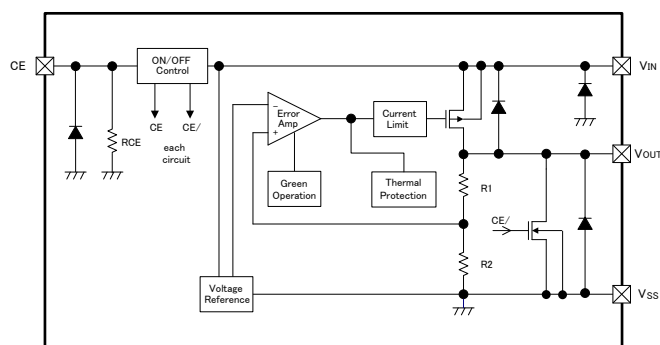 CE
ON/OFF
Control
VIN
CE
CE/
each
circuit
RCE
−
Error
Amp
+
Current
Limit
Green
Operation
Thermal
Protection
VOUT
R1
CE/
R2
Voltage
Reference
VSS